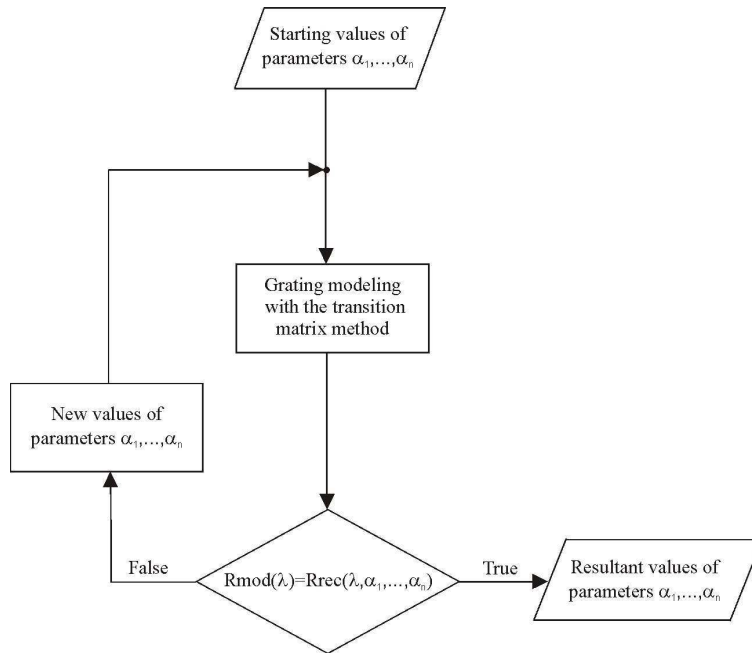 Starting values of
parameters α₁,...,αₙ
Grating modeling
with the transition
matrix method
New values of
parameters α₁,...,αₙ
False
Rmod(λ)=Rrec(λ,α₁,...,αₙ)
True
Resultant values of
parameters α₁,...,αₙ